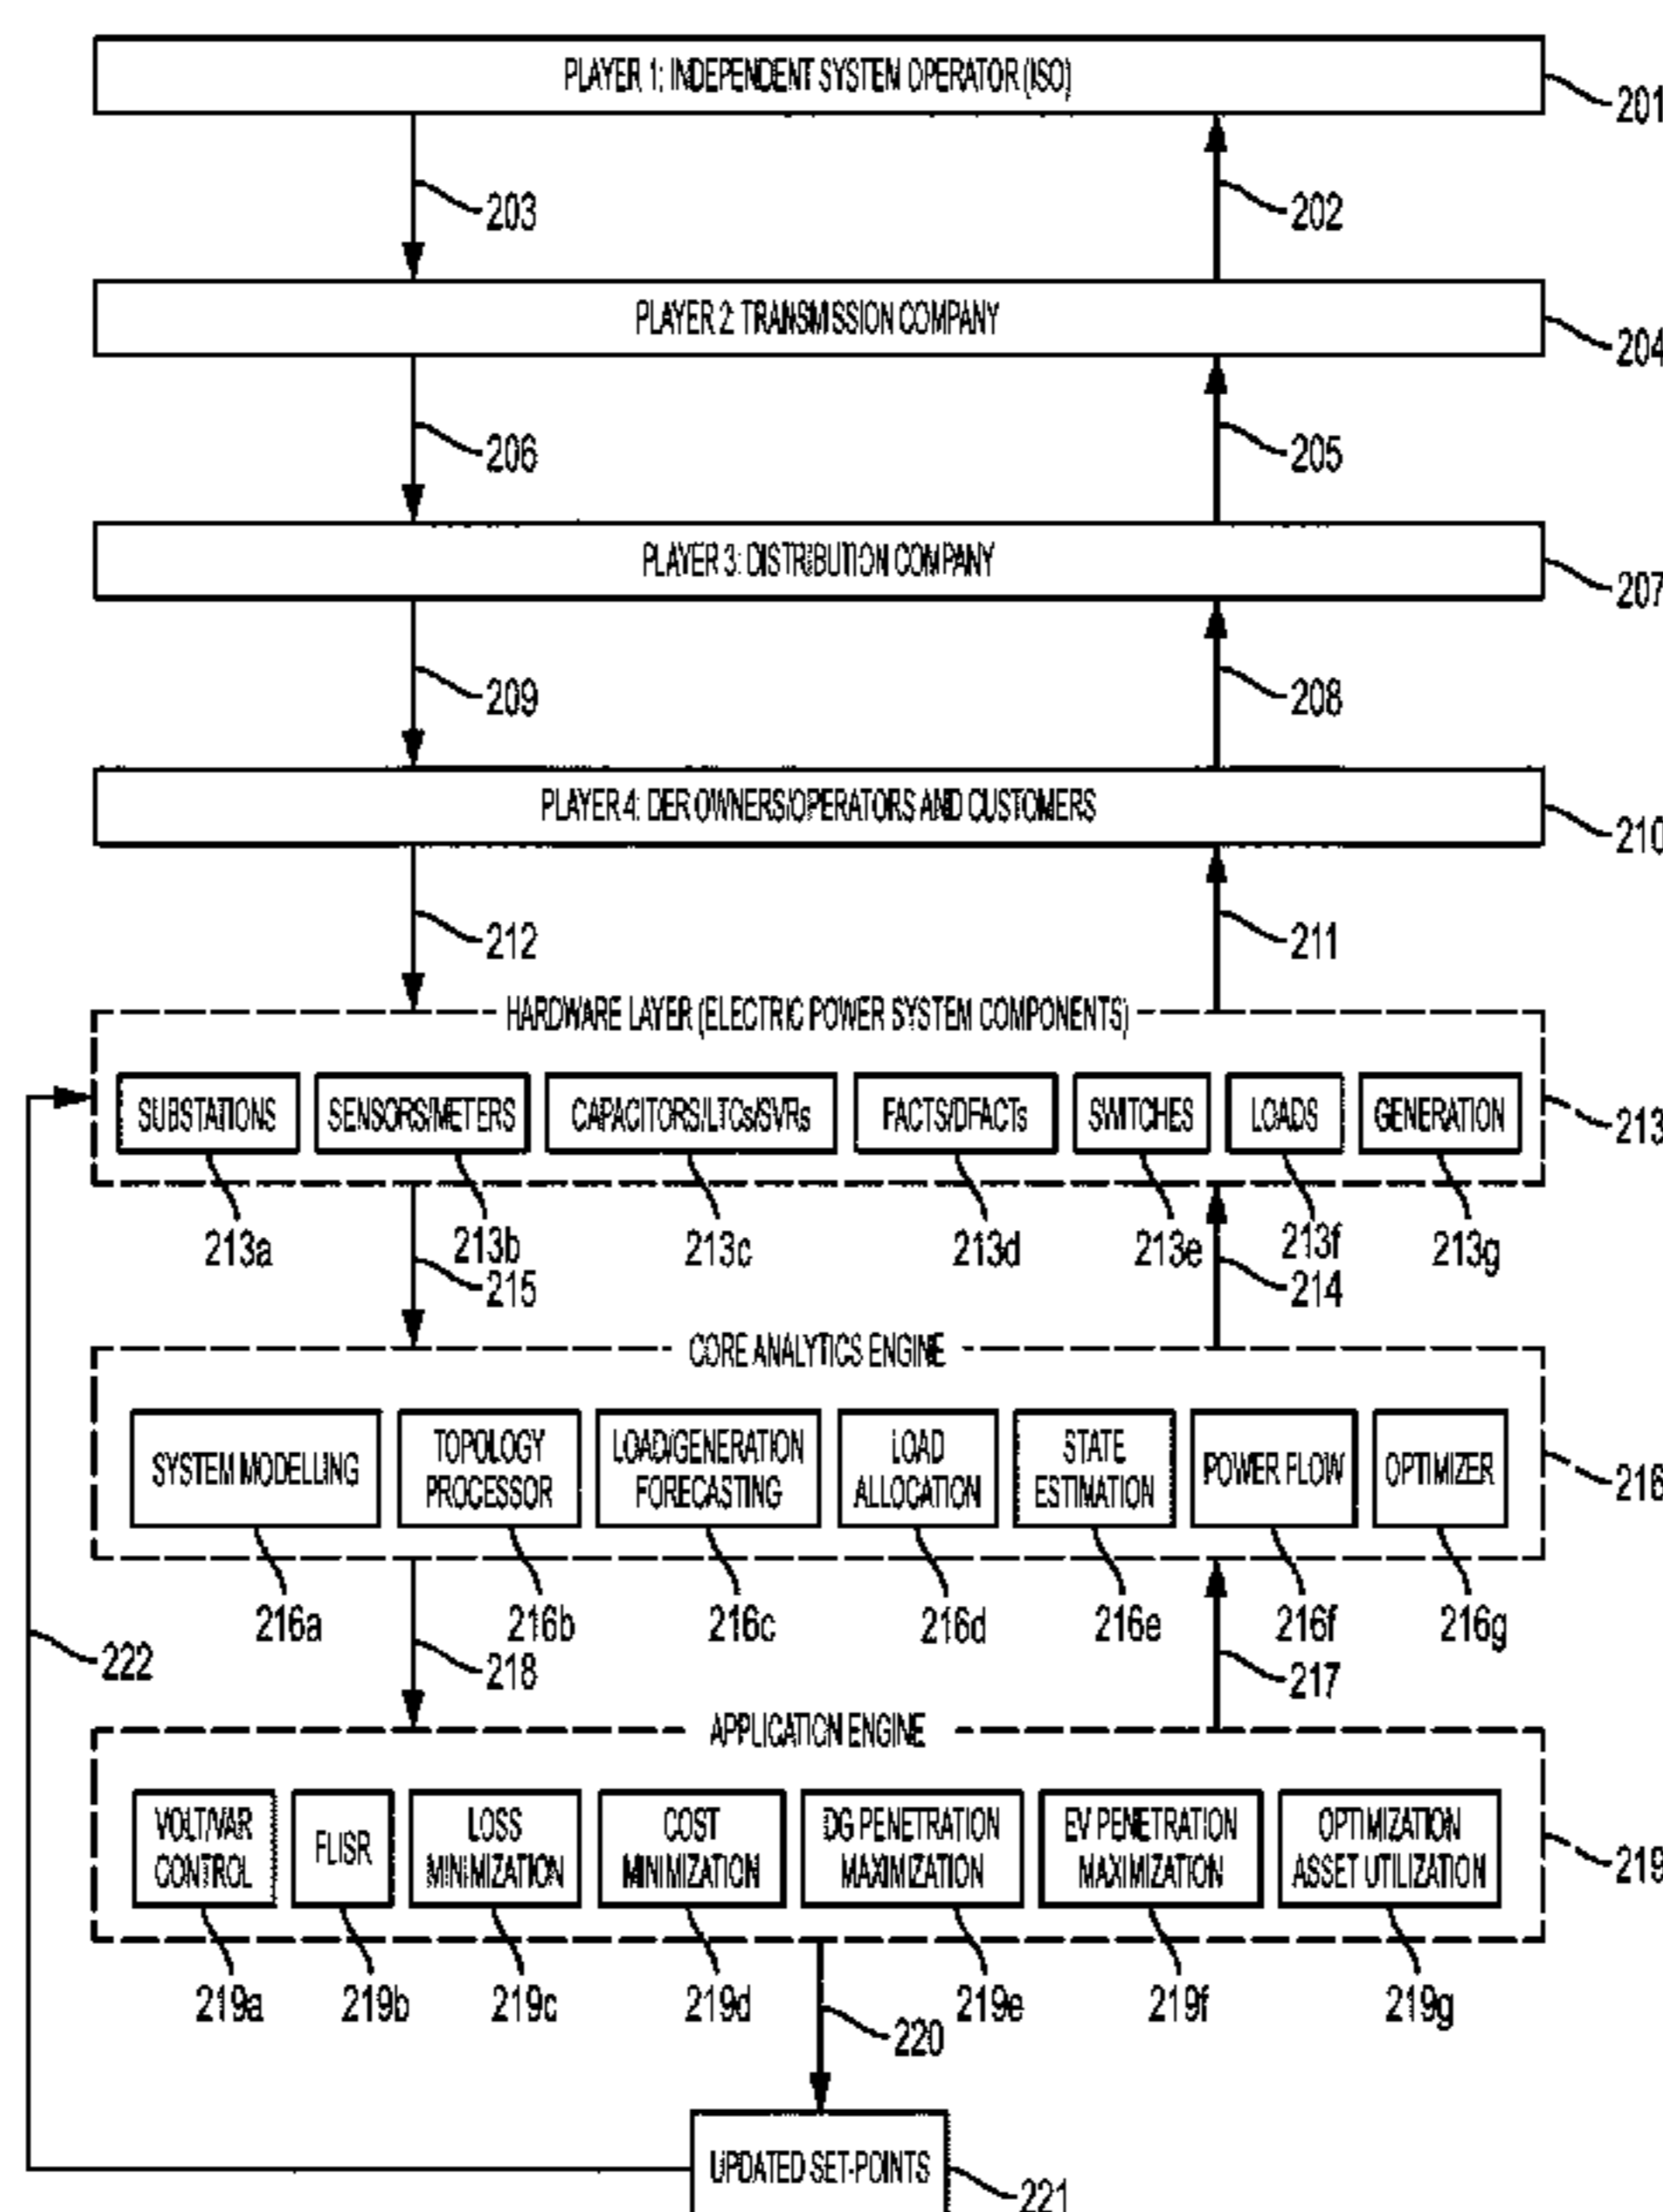 PLAYER 1: INDEPENDENT SYSTEM OPERATOR (ISO)
201
203
202
PLAYER 2: TRANSMISSION COMPANY
204
206
205
PLAYER 3: DISTRIBUTION COMPANY
207
209
208
PLAYER 4: DER OWNERS/OPERATORS AND CUSTOMERS
210
212
211
HARDWARE LAYER (ELECTRIC POWER SYSTEM COMPONENTS)
SUBSTATIONS
SENSORS/METERS
CAPACITORS/LTCs/SVRs
FACTS/DFACTs
SWITCHES
LOADS
GENERATION
213
213a
213b
213c
213d
213e
213f
213g
215
214
CORE ANALYTICS ENGINE
SYSTEM MODELLING
TOPOLOGY
PROCESSOR
LOAD/GENERATION
FORECASTING
LOAD
ALLOCATION
STATE
ESTIMATION
POWER FLOW
OPTIMIZER
216
216a
216b
216c
216d
216e
216f
216g
222
218
217
APPLICATION ENGINE
VOLT/VAR
CONTROL
FLISR
LOSS
MINIMIZATION
COST
MINIMIZATION
DG PENETRATION
MAXIMIZATION
EV PENETRATION
MAXIMIZATION
OPTIMIZATION
ASSET UTILIZATION
219
219a
219b
219c
219d
219e
219f
219g
220
UPDATED SET-POINTS
221